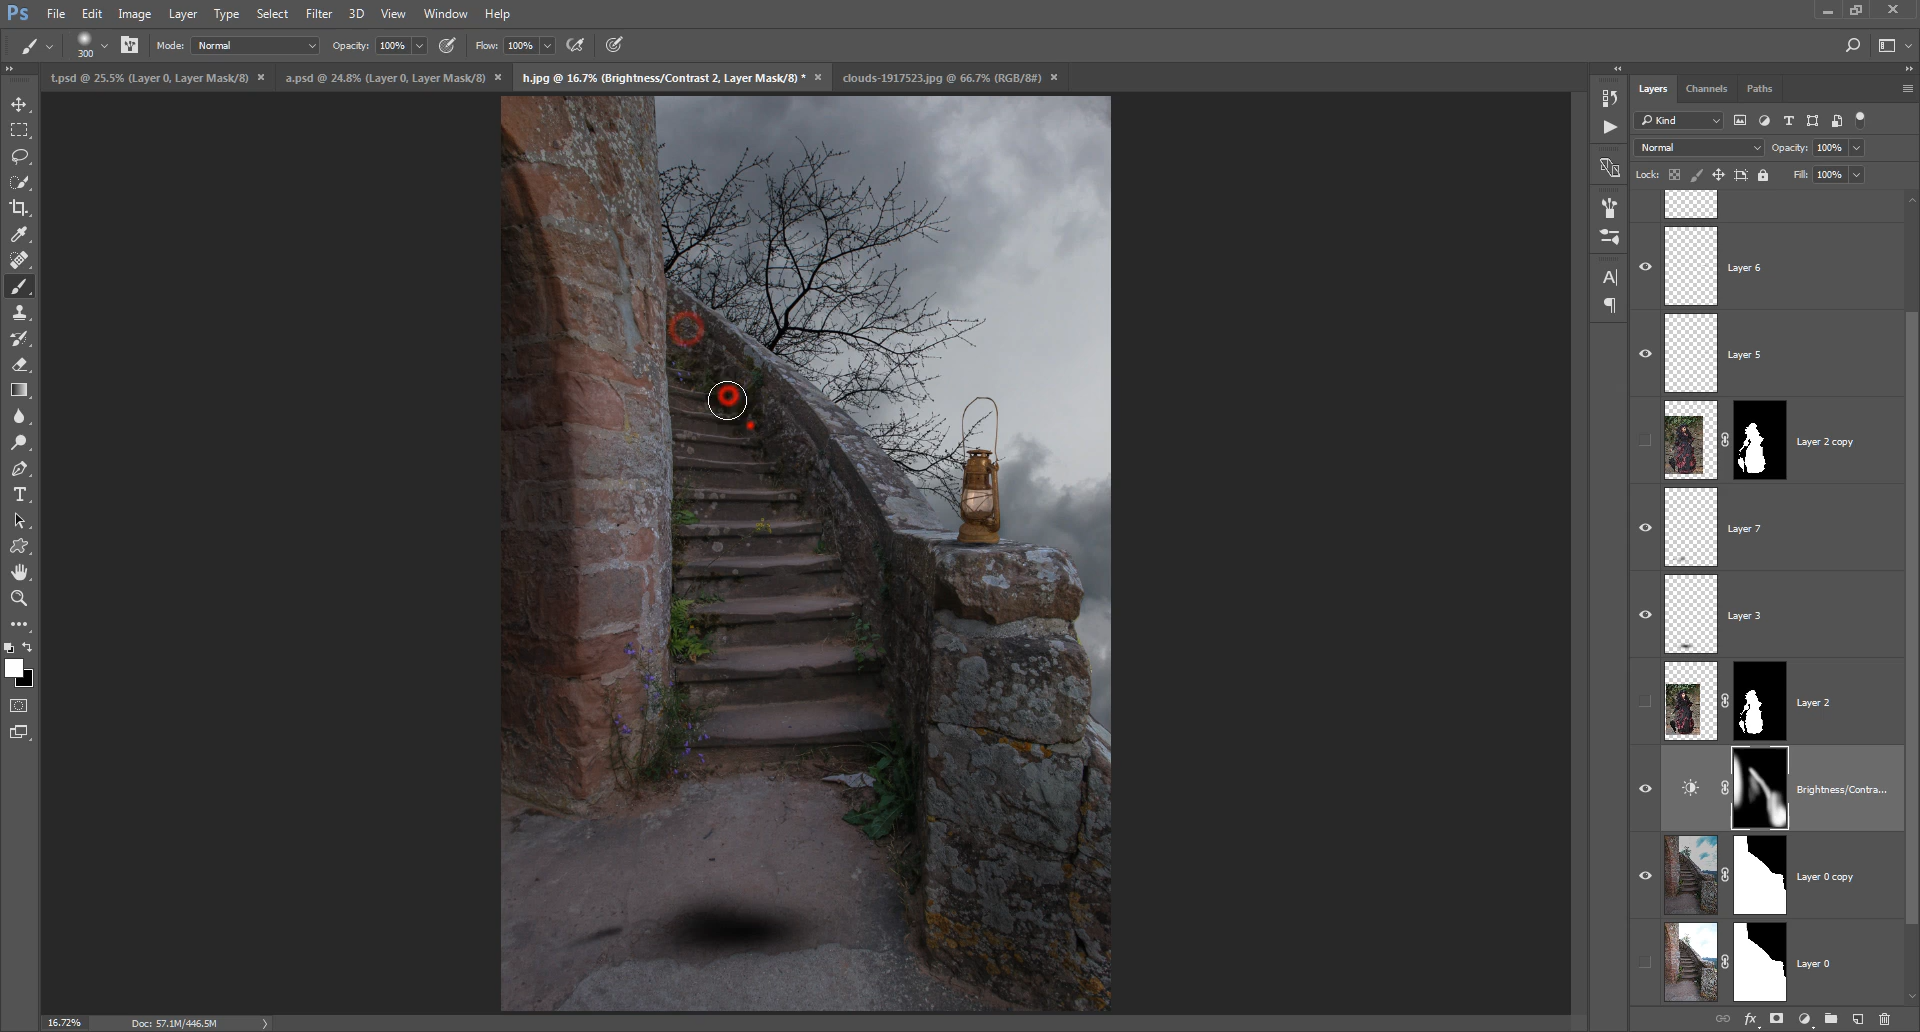 Ps File Edit Image Layer Type Select Filter 3D View Window Help
300 Mode: Normal Opacity: 100% Flow: 100%
t.psd @ 25.5% (Layer 0, Layer Mask/8) × a.psd @ 24.8% (Layer 0, Layer Mask/8) × h.jpg @ 16.7% (Brightness/Contrast 2, Layer Mask/8) * × clouds-1917523.jpg @ 66.7% (RGB/8#) ×
Layers Channels Paths
Kind
Normal Opacity: 100%
Lock: Fill: 100%
Layer 6
Layer 5
Layer 2 copy
Layer 7
Layer 3
Layer 2
Brightness/Contra...
Layer 0 copy
Layer 0
16.72% Doc: 57.1M/446.5M